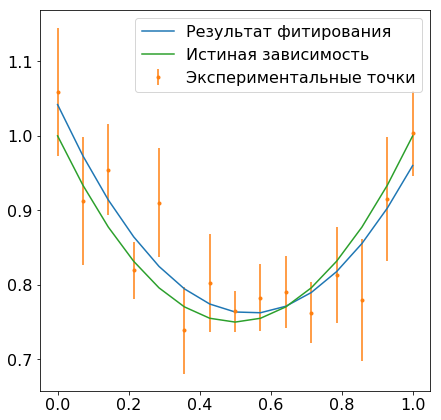 Результат фитирования
Истиная зависимость
Экспериментальные точки
1.1
1.0
0.9
0.8
0.7
0.0 0.2 0.4 0.6 0.8 1.0